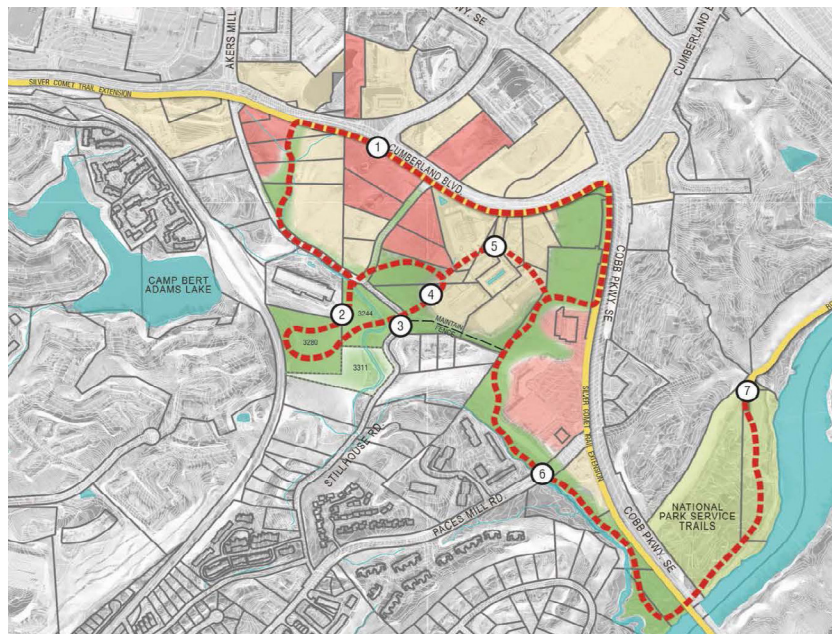 AKERS MILL
WY SE
CUMBERLAND B
SILVER COMET TRAIL EXTENSION
1
CUMBERLAND BLVD
5
COBB PKWY. SE
CAMP BERT
ADAMS LAKE
4
2
3244
3
MAINTAIN
3280
3311
7
SILVER COMET TRAIL EXTENSION
STILLHOUSE RD.
6
PACES MILL RD
NATIONAL
PARK SERVICE
TRAILS
COBB PKWY. SE